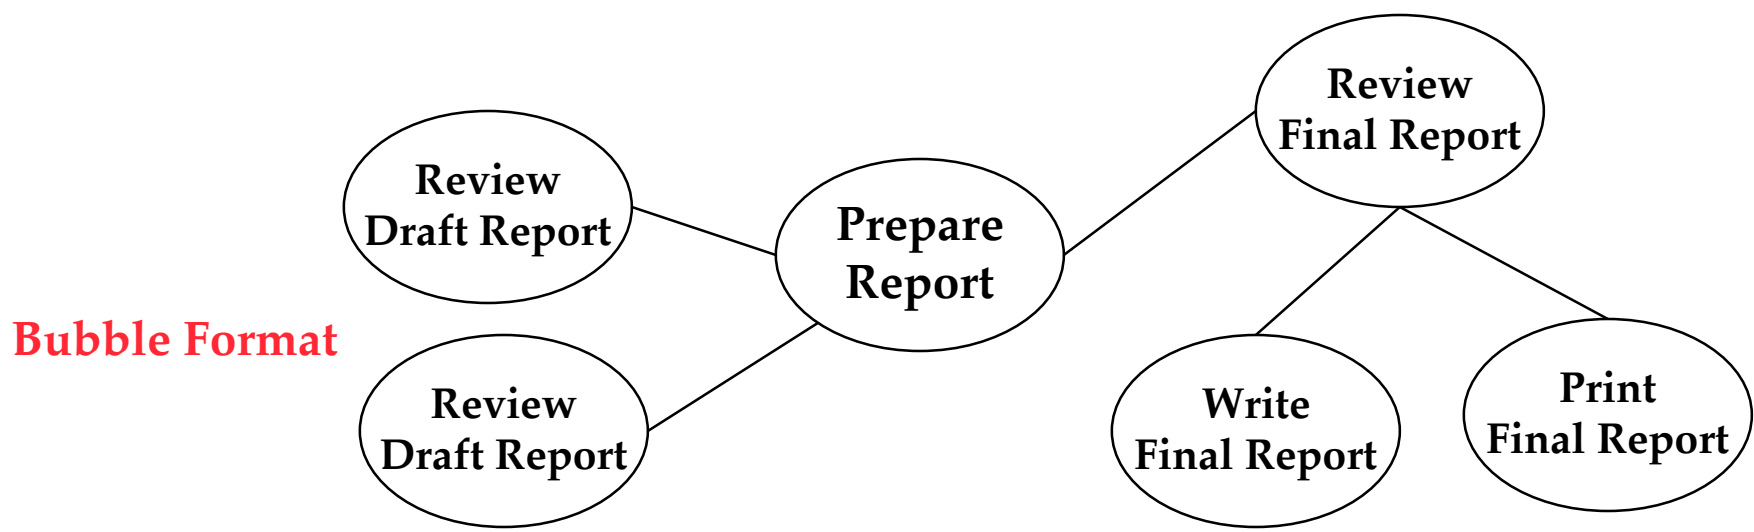 Review
Final Report
Review
Draft Report
Prepare
Report
Bubble Format
Review
Draft Report
Write
Final Report
Print
Final Report